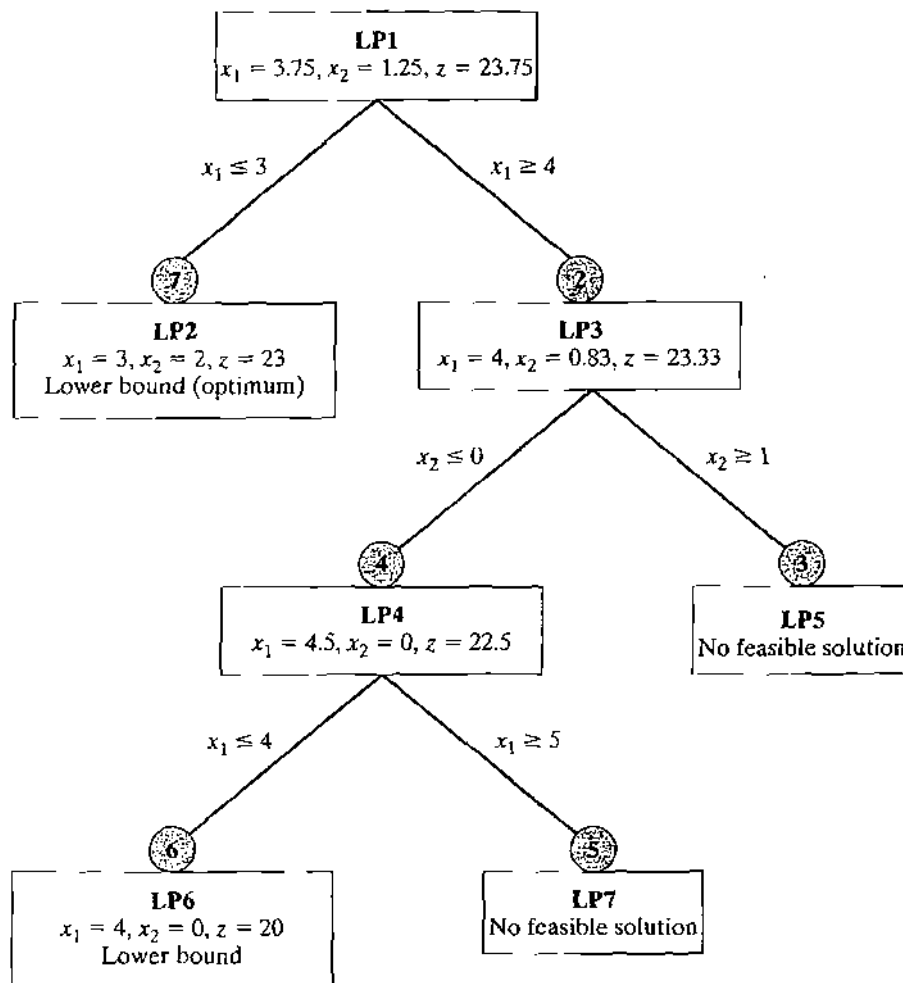 LP1
x₁ = 3.75, x₂ = 1.25, z = 23.75
x₁ ≤ 3
x₁ ≥ 4
7
2
LP2
x₁ = 3, x₂ = 2, z = 23
Lower bound (optimum)
LP3
x₁ = 4, x₂ = 0.83, z = 23.33
x₂ ≤ 0
x₂ ≥ 1
4
3
LP4
x₁ = 4.5, x₂ = 0, z = 22.5
LP5
No feasible solution
x₁ ≤ 4
x₁ ≥ 5
6
5
LP6
x₁ = 4, x₂ = 0, z = 20
Lower bound
LP7
No feasible solution